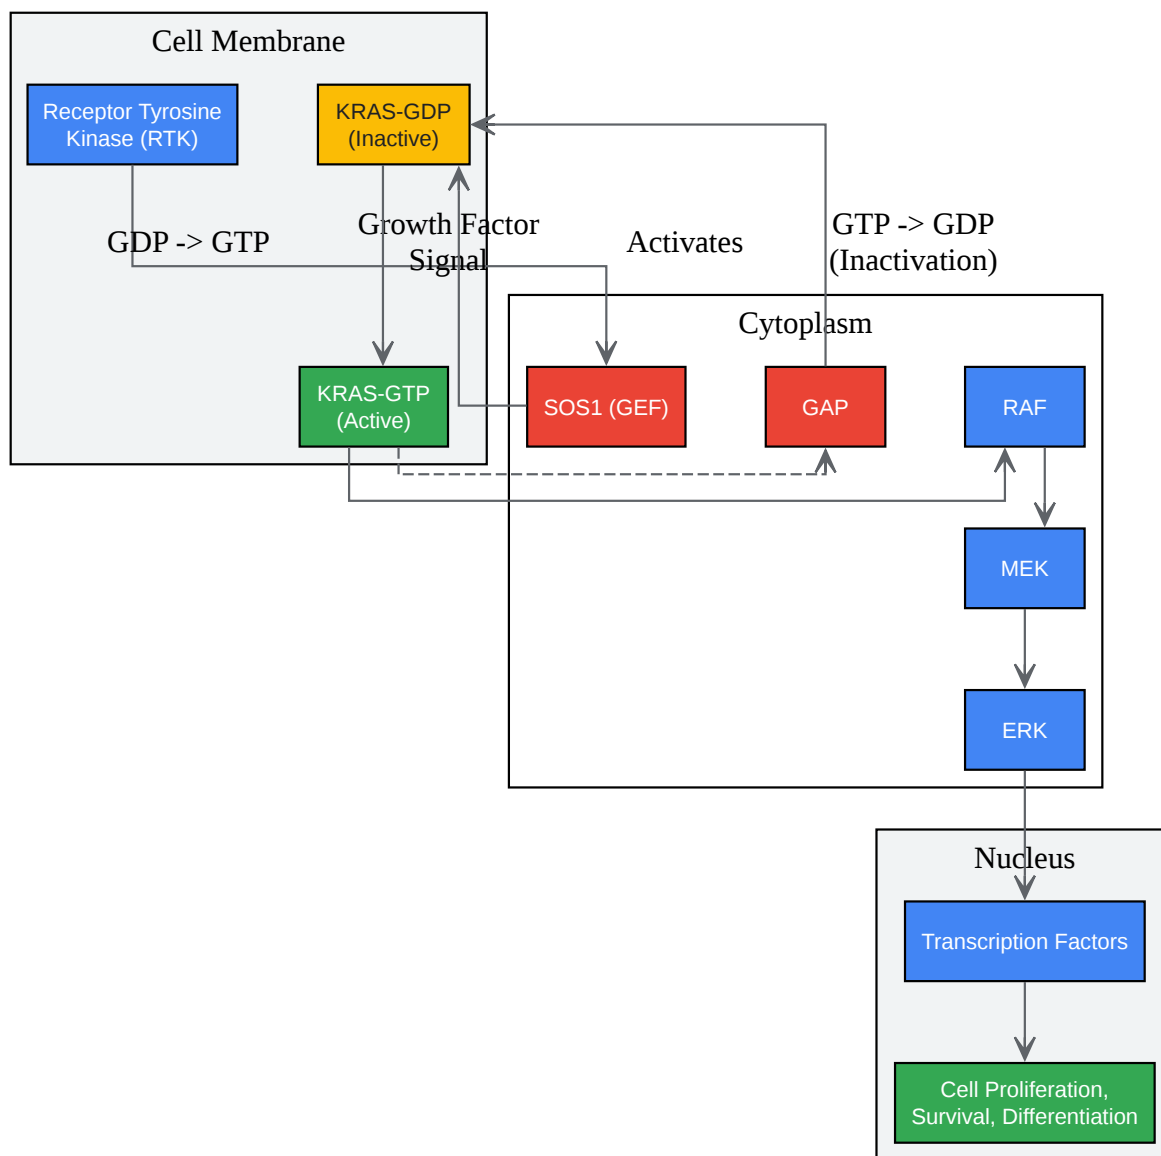 Cell Membrane
Receptor Tyrosine
Kinase (RTK)
KRAS-GDP
(Inactive)
GDP -> GTP
Growth Factor
Signal
Activates
GTP -> GDP
(Inactivation)
Cytoplasm
KRAS-GTP
(Active)
SOS1 (GEF)
GAP
RAF
MEK
ERK
Nucleus
Transcription Factors
Cell Proliferation,
Survival, Differentiation